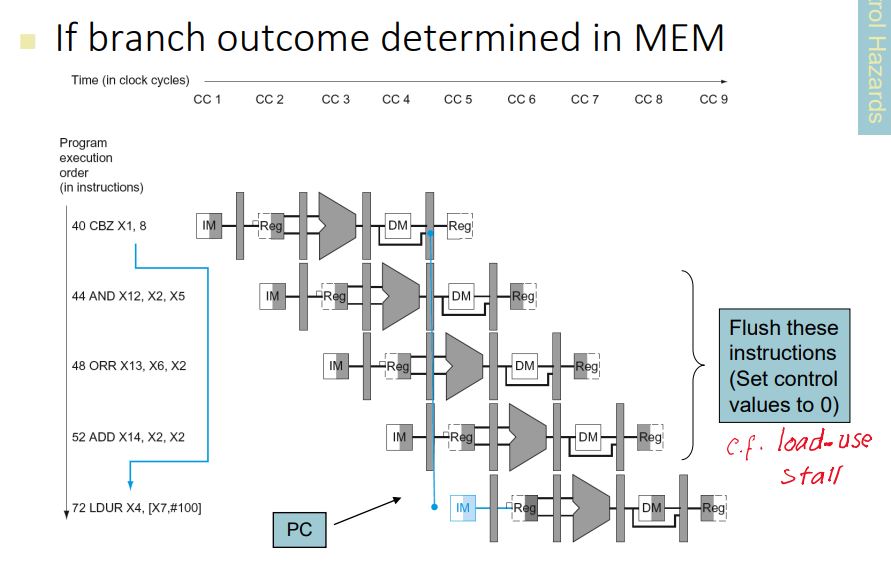 If branch outcome determined in MEM
rol Hazards
Time (in clock cycles)
CC 1 CC 2 CC 3 CC 4 CC 5 CC 6 CC 7 CC 8 CC 9
Program
execution
order
(in instructions)
40 CBZ X1, 8
IM Reg DM Reg
44 AND X12, X2, X5
IM Reg DM Reg
48 ORR X13, X6, X2
IM Reg DM Reg
52 ADD X14, X2, X2
IM Reg DM Reg
72 LDUR X4, [X7,#100]
IM Reg DM Reg
PC
Flush these
instructions
(Set control
values to 0)
c.f. load-use
stall